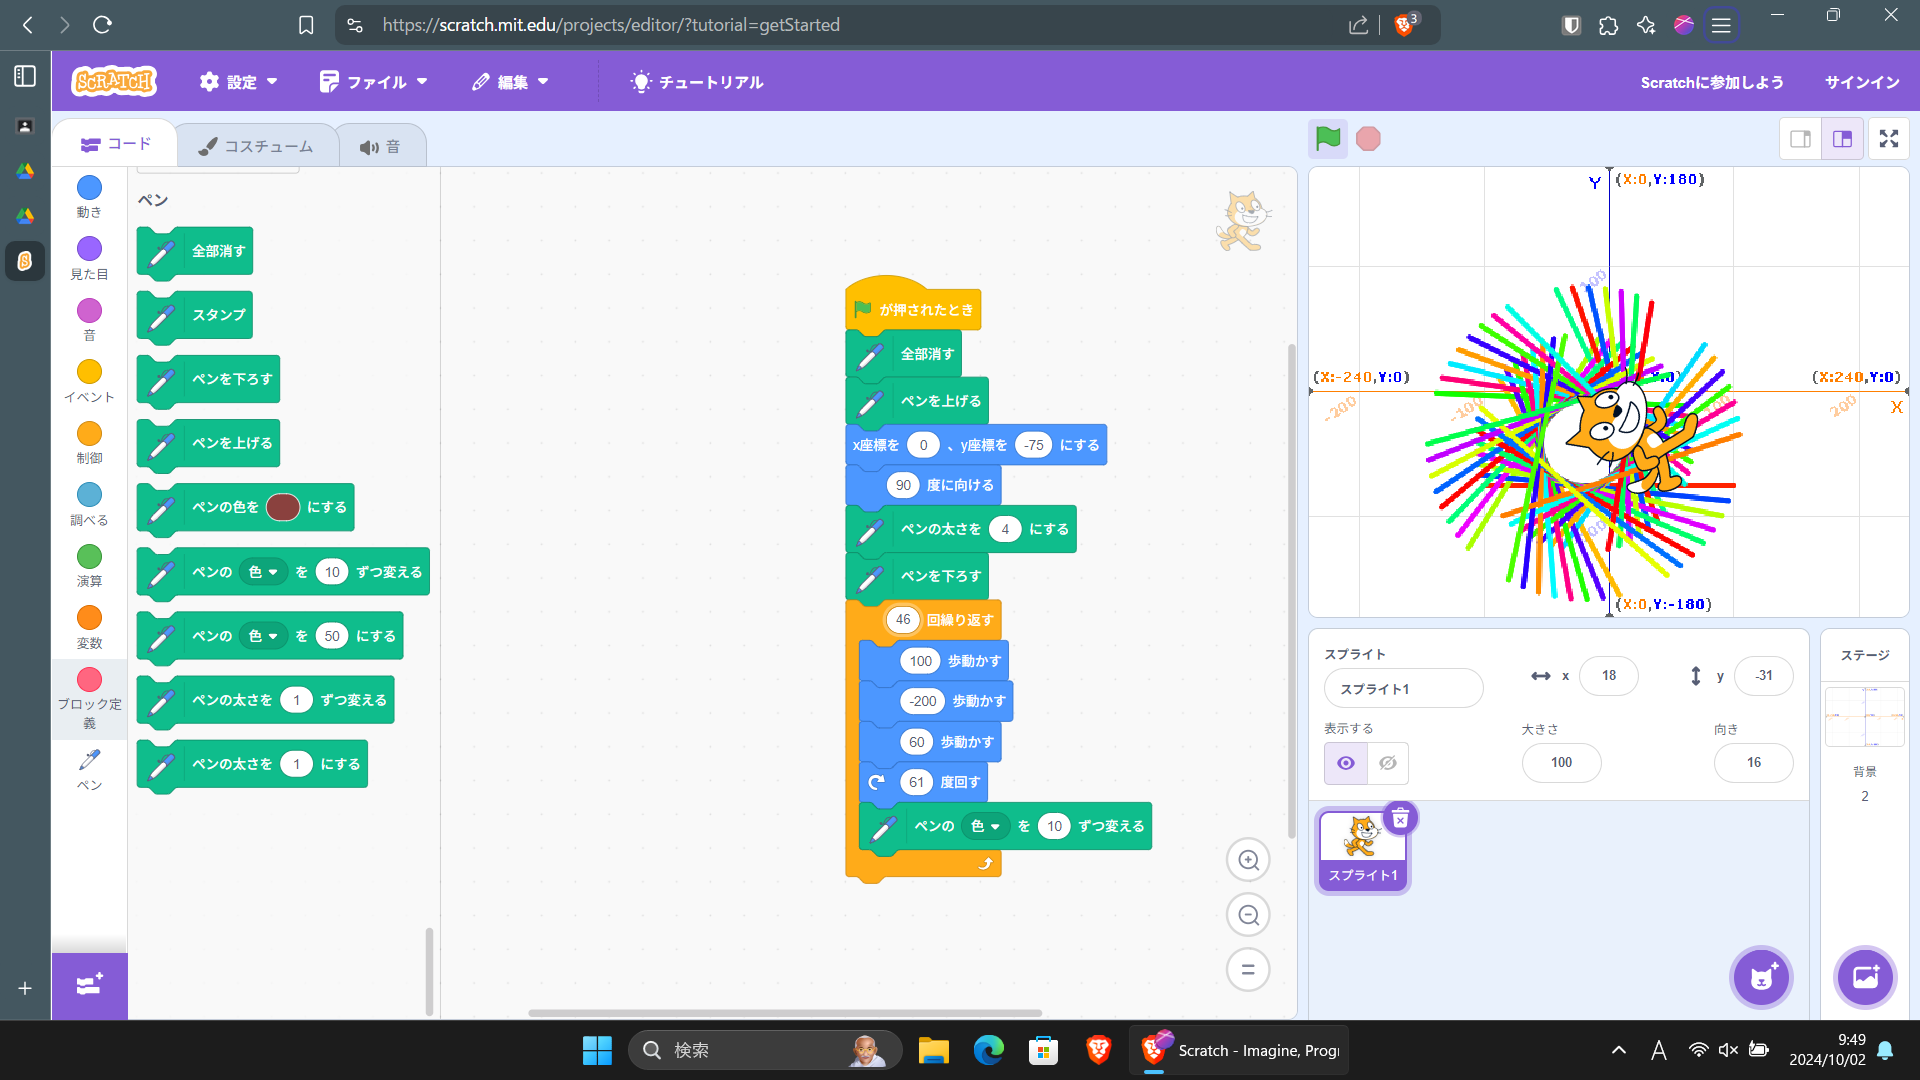 https://scratch.mit.edu/projects/editor/?tutorial=getStarted
3
SCRATCH
設定
ファイル
編集
チュートリアル
Scratchに参加しよう
サインイン
コード
コスチューム
音
動き
見た目
音
イベント
制御
調べる
演算
変数
ブロック定
義
ペン
ペン
全部消す
スタンプ
ペンを下ろす
ペンを上げる
ペンの色を にする
ペンの 色 を 10 ずつ変える
ペンの 色 を 50 にする
ペンの太さを 1 ずつ変える
ペンの太さを 1 にする
が押されたとき
全部消す
ペンを上げる
x座標を 0 、y座標を -75 にする
90 度に向ける
ペンの太さを 4 にする
ペンを下ろす
46 回繰り返す
100 歩動かす
-200 歩動かす
60 歩動かす
61 度回す
ペンの 色 を 10 ずつ変える
Y (X:0,Y:180)
100
(X:-240,Y:0)
(X:240,Y:0)
-200
-100
200
X
(X:0,Y:-180)
スプライト
スプライト1
x 18
y -31
表示する
大きさ
100
向き
16
スプライト1
ステージ
背景
2
検索
Scratch - Imagine, Progr
A
9:49
2024/10/02